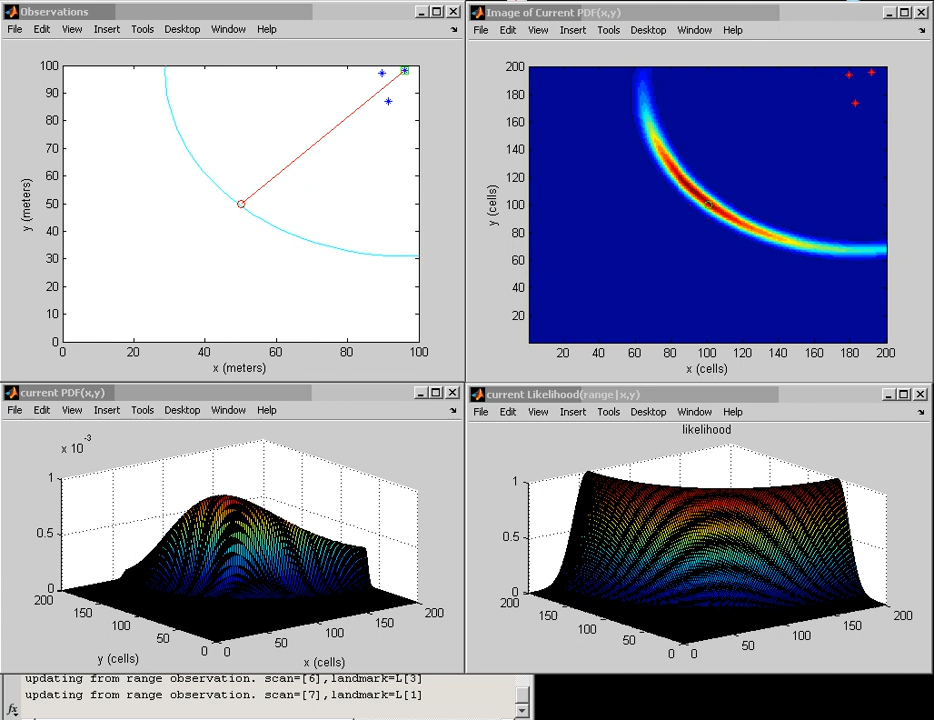 Observations
File Edit View Insert Tools Desktop Window Help
100
90
80
70
60
50
40
30
20
10
0
y (meters)
0 20 40 60 80 100
x (meters)
Image of Current PDF(x,y)
File Edit View Insert Tools Desktop Window Help
200
180
160
140
120
100
80
60
40
20
y (cells)
20 40 60 80 100 120 140 160 180 200
x (cells)
current PDF(x,y)
File Edit View Insert Tools Desktop Window Help
x 10-3
1
0.5
0
200
150
100
50
0
0
50
100
150
200
y (cells)
x (cells)
current Likelihood(range|x,y)
File Edit View Insert Tools Desktop Window Help
likelihood
1
0.5
0
200
150
100
50
0
0
50
100
150
200
updating from range observation. scan=[6],landmark=L[3]
updating from range observation. scan=[7],landmark=L[1]
fx